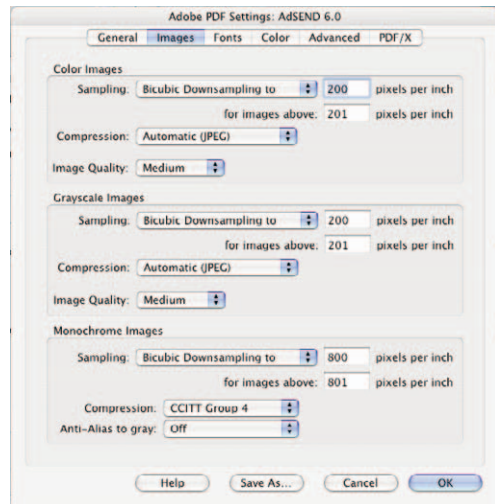 Adobe PDF Settings: AdSEND 6.0
General Images Fonts Color Advanced PDF/X
Color Images
Sampling: Bicubic Downsampling to 200 pixels per inch
for images above: 201 pixels per inch
Compression: Automatic (JPEG)
Image Quality: Medium
Grayscale Images
Sampling: Bicubic Downsampling to 200 pixels per inch
for images above: 201 pixels per inch
Compression: Automatic (JPEG)
Image Quality: Medium
Monochrome Images
Sampling: Bicubic Downsampling to 800 pixels per inch
for images above: 801 pixels per inch
Compression: CCITT Group 4
Anti-Alias to gray: Off
Help Save As... Cancel OK